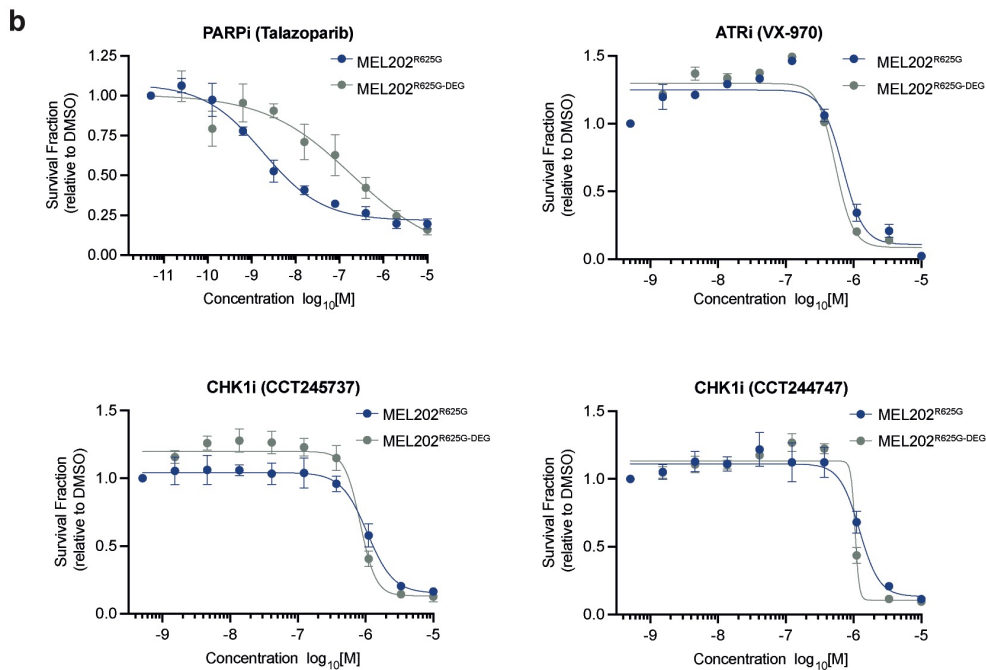 b
PARPi (Talazoparib)
1.25
1.00
0.75
0.50
0.25
0.00
Survival Fraction
(relative to DMSO)
-11 -10 -9 -8 -7 -6 -5
Concentration log10[M]
MEL202R625G
MEL202R625G-DEG
ATRi (VX-970)
1.5
1.0
0.5
0.0
Survival Fraction
(relative to DMSO)
-9 -8 -7 -6 -5
Concentration log10[M]
MEL202R625G
MEL202R625G-DEG
CHK1i (CCT245737)
1.5
1.0
0.5
0.0
Survival Fraction
(relative to DMSO)
-9 -8 -7 -6 -5
Concentration log10[M]
MEL202R625G
MEL202R625G-DEG
CHK1i (CCT244747)
1.5
1.0
0.5
0.0
Survival Fraction
(relative to DMSO)
-9 -8 -7 -6 -5
Concentration log10[M]
MEL202R625G
MEL202R625G-DEG